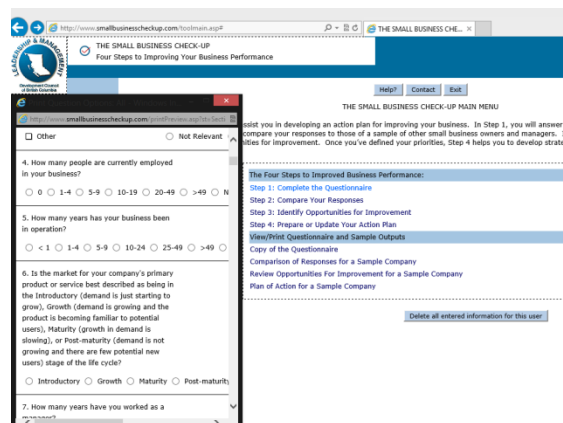 http://www.smallbusinesscheckup.com/toolmain.asp#
THE SMALL BUSINESS CHE...
LEADERSHIP & MANAGEMENT
Development Council
of British Columbia
THE SMALL BUSINESS CHECK-UP
Four Steps to Improving Your Business Performance
Help? Contact Exit
THE SMALL BUSINESS CHECK-UP MAIN MENU
ssist you in developing an action plan for improving your business. In Step 1, you will answer
compare your responses to those of a sample of other small business owners and managers.
ities for improvement. Once you've defined your priorities, Step 4 helps you to develop strate
The Four Steps to Improved Business Performance:
Step 1: Complete the Questionnaire
Step 2: Compare Your Responses
Step 3: Identify Opportunities for Improvement
Step 4: Prepare or Update Your Action Plan
View/Print Questionnaire and Sample Outputs
Copy of the Questionnaire
Comparison of Responses for a Sample Company
Review Opportunities For Improvement for a Sample Company
Plan of Action for a Sample Company
Delete all entered information for this user
http://www.smallbusinesscheckup.com/printPreview.asp?
Other Not Relevant
4. How many people are currently employed
in your business?
0 1-4 5-9 10-19 20-49 >49 N
5. How many years has your business been
in operation?
< 1 1-4 5-9 10-24 25-49 >49
6. Is the market for your company's primary
product or service best described as being in
the Introductory (demand is just starting to
grow), Growth (demand is growing and the
product is becoming familiar to potential
users), Maturity (growth in demand is
slowing), or Post-maturity (demand is not
growing and there are few potential new
users) stage of the life cycle?
Introductory Growth Maturity Post-maturity
7. How many years have you worked as a
manager?